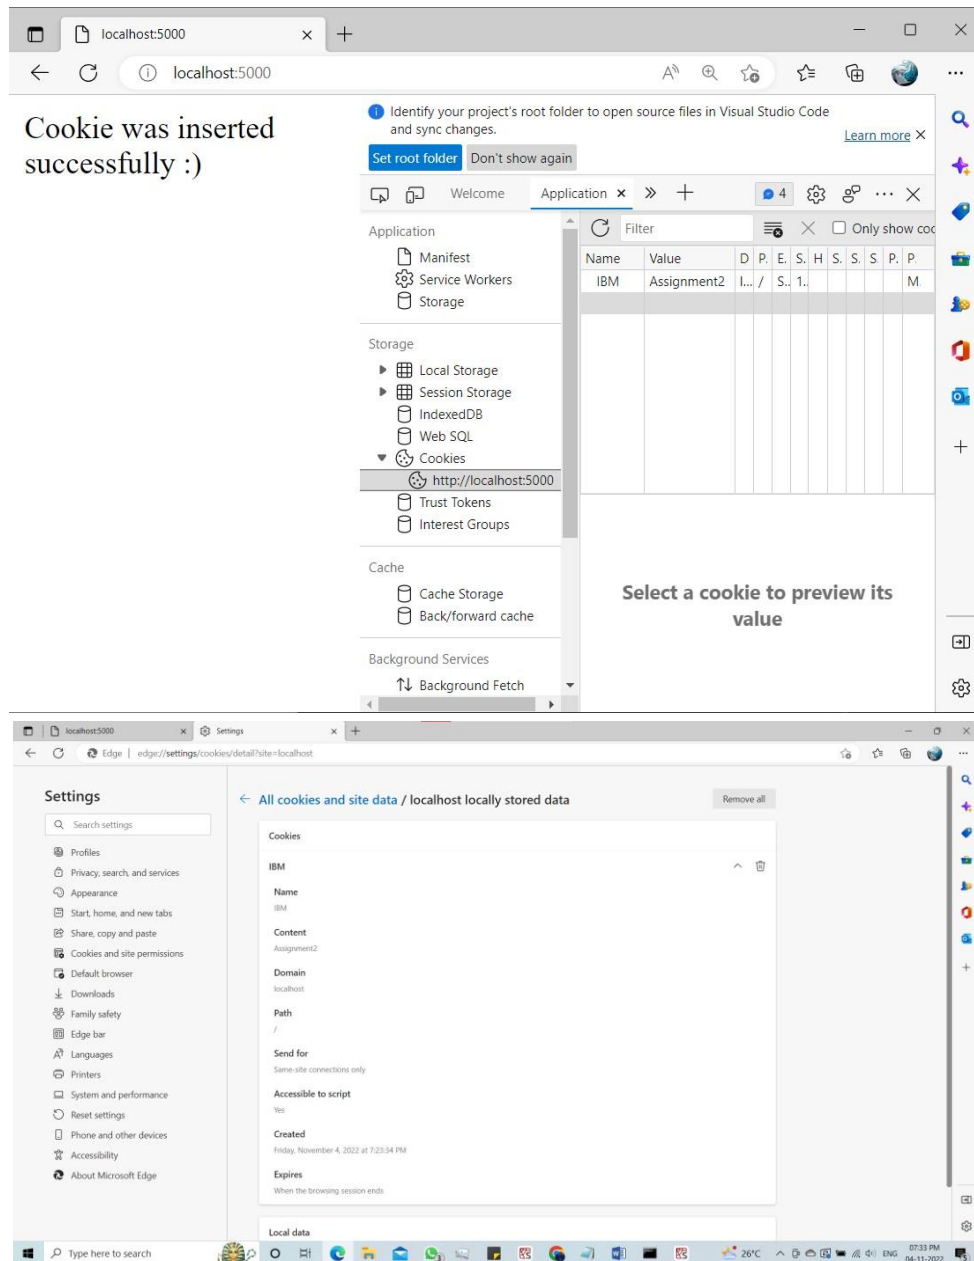 localhost:5000
localhost:5000
Cookie was inserted
successfully :)
Identify your project's root folder to open source files in Visual Studio Code
and sync changes.
Learn more
Set root folder
Don't show again
Welcome
Application
4
Application
Manifest
Service Workers
Storage
Storage
Local Storage
Session Storage
IndexedDB
Web SQL
Cookies
http://localhost:5000
Trust Tokens
Interest Groups
Cache
Cache Storage
Back/forward cache
Background Services
Background Fetch
Filter
Only show coo
Name Value D P. E. S. H S. S. S P. P.
IBM Assignment2 l... / S.. 1.. M.
Select a cookie to preview its
value
localhost:5000
Settings
Edge | edge://settings/cookies/detail?site=localhost
Settings
Search settings
Profiles
Privacy, search, and services
Appearance
Start, home, and new tabs
Share, copy and paste
Cookies and site permissions
Default browser
Downloads
Family safety
Edge bar
Languages
Printers
System and performance
Reset settings
Phone and other devices
Accessibility
About Microsoft Edge
All cookies and site data / localhost locally stored data
Remove all
Cookies
IBM
Name
IBM
Content
Assignment2
Domain
localhost
Path
/
Send for
Same-site connections only
Accessible to script
Yes
Created
Friday, November 4, 2022 at 7:23:34 PM
Expires
When the browsing session ends
Local data
Type here to search
26°C
ENG
07:33 PM
04-11-2022